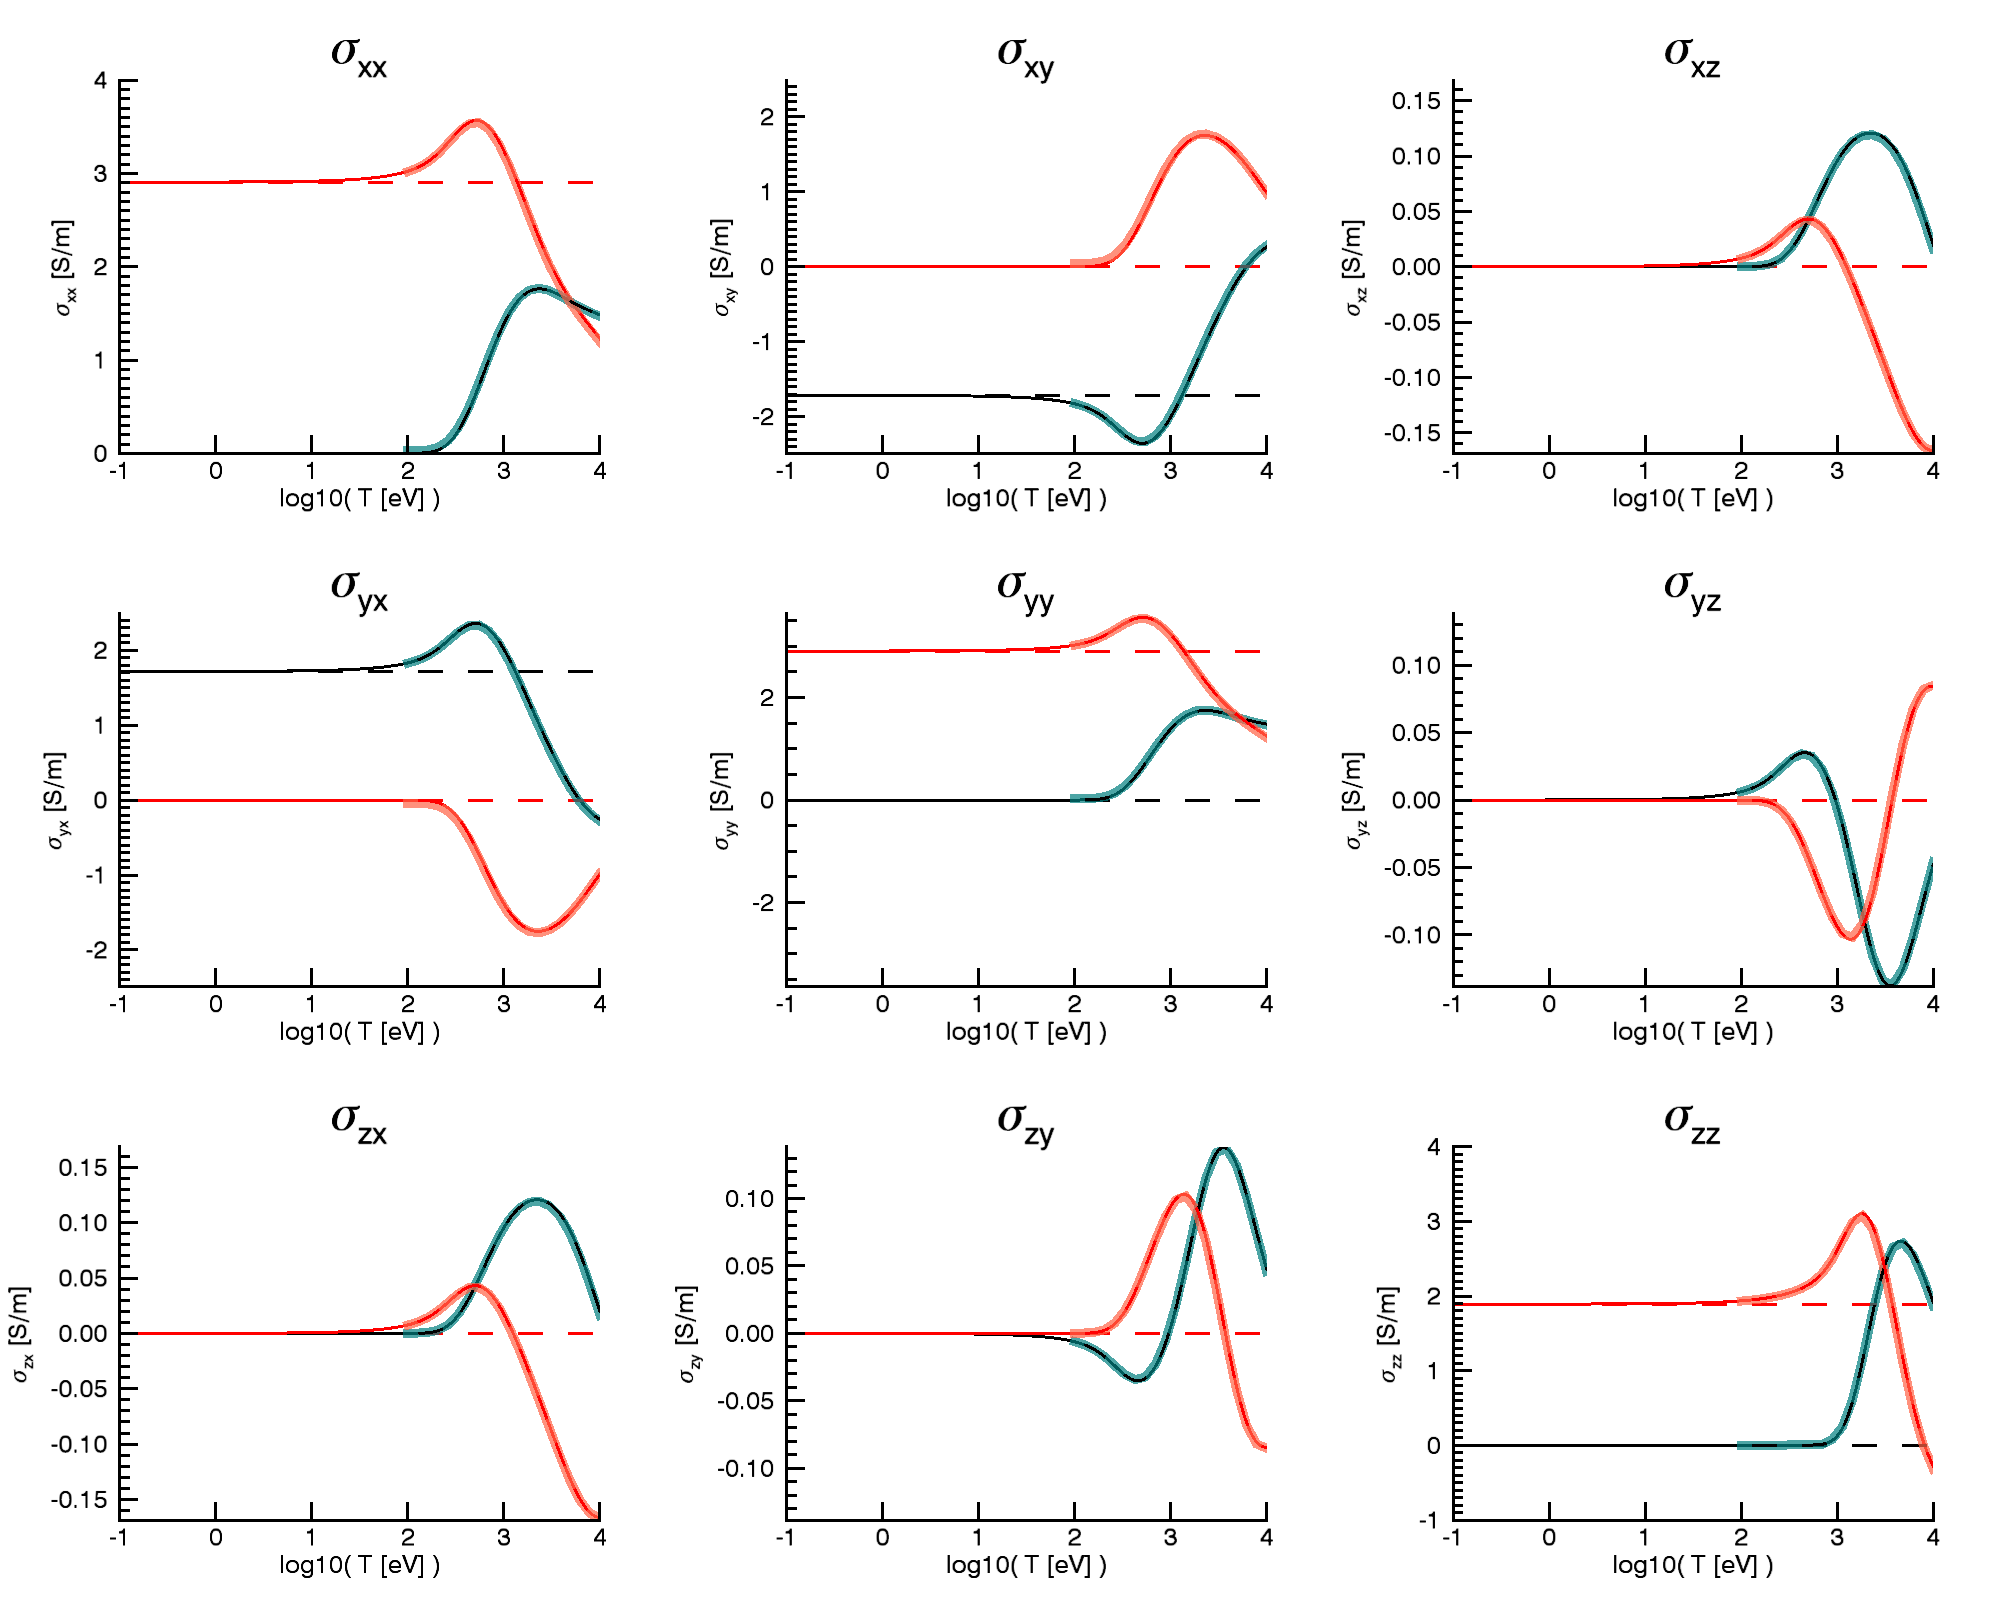 σxx
4
3
2
1
0
σxx [S/m]
-1 0 1 2 3 4
log10( T [eV] )
σxy
2
1
0
-1
-2
σxy [S/m]
-1 0 1 2 3 4
log10( T [eV] )
σxz
0.15
0.10
0.05
0.00
-0.05
-0.10
-0.15
σxz [S/m]
-1 0 1 2 3 4
log10( T [eV] )
σyx
2
1
0
-1
-2
σyx [S/m]
-1 0 1 2 3 4
log10( T [eV] )
σyy
2
0
-2
σyy [S/m]
-1 0 1 2 3 4
log10( T [eV] )
σyz
0.10
0.05
0.00
-0.05
-0.10
σyz [S/m]
-1 0 1 2 3 4
log10( T [eV] )
σzx
0.15
0.10
0.05
0.00
-0.05
-0.10
-0.15
σzx [S/m]
-1 0 1 2 3 4
log10( T [eV] )
σzy
0.10
0.05
0.00
-0.05
-0.10
σzy [S/m]
-1 0 1 2 3 4
log10( T [eV] )
σzz
4
3
2
1
0
-1
σzz [S/m]
-1 0 1 2 3 4
log10( T [eV] )